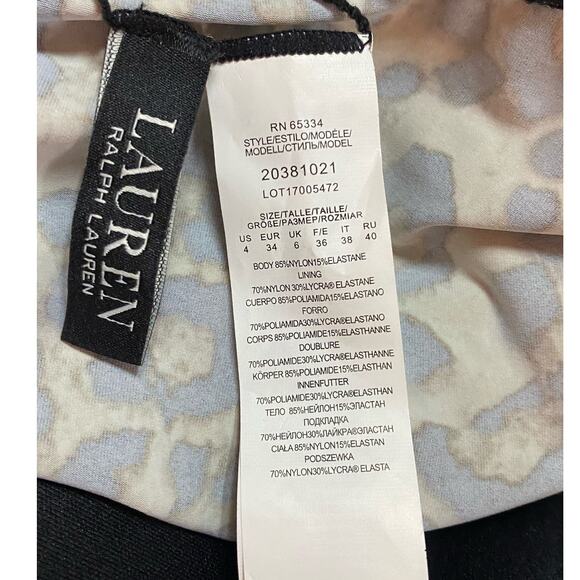 LAUREN
RALPH LAUREN
RN 65334
STYLE/ESTILO/MODÈLE/
MODELL/СТИЛЬ/MODEL
20381021
LOT17005472
SIZE/TALLE/TAILLE/
GRÖßE/РАЗМЕР/ROZMIAR
US EUR UK F/E IT RU
4 34 6 36 38 40
BODY 85%NYLON15%ELASTANE
LINING
70%NYLON 30%LYCRA®ELASTANE
CUERPO 85%POLIAMIDA15%ELASTANO
FORRO
70%POLIAMIDA30%LYCRA®ELASTANO
CORPS 85%POLIAMIDE15%ELASTHANNE
DOUBLURE
70%POLIAMIDE30%LYCRA®ELASTHANNE
KÖRPER 85%POLIAMID15%ELASTHAN
INNENFUTTER
70%POLIAMIDE30%LYCRA®ELASTHAN
ТЕЛО 85%НЕЙЛОН15%ЭЛАСТАН
ПОДКЛАДКА
70%НЕЙЛОН30%ЛАЙКРА®ЭЛАСТАН
CIAŁA 85%NYLON15%ELASTAN
PODSZEWKA
70%NYLON30%LYCRA® ELASTA